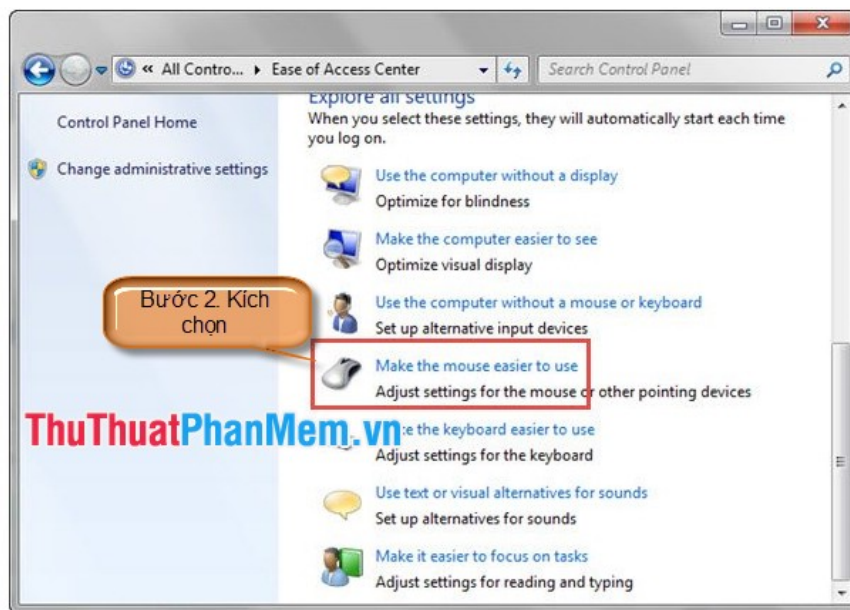 « All Contro... ▸ Ease of Access Center
Search Control Panel
Control Panel Home
Change administrative settings
Explore all settings
When you select these settings, they will automatically start each time
you log on.
Use the computer without a display
Optimize for blindness
Make the computer easier to see
Optimize visual display
Use the computer without a mouse or keyboard
Set up alternative input devices
Bước 2. Kích
chọn
Make the mouse easier to use
Adjust settings for the mouse or other pointing devices
ThuThuatPhanMem.vn
the keyboard easier to use
Adjust settings for the keyboard
Use text or visual alternatives for sounds
Set up alternatives for sounds
Make it easier to focus on tasks
Adjust settings for reading and typing